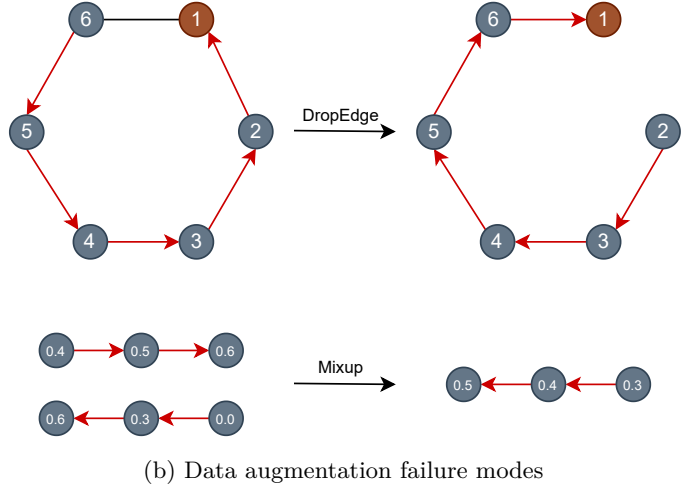 6 1 6 1
5 2 DropEdge 5 2
4 3 4 3
0.4 0.5 0.6
Mixup
0.5 0.4 0.3
0.6 0.3 0.0
(b) Data augmentation failure modes